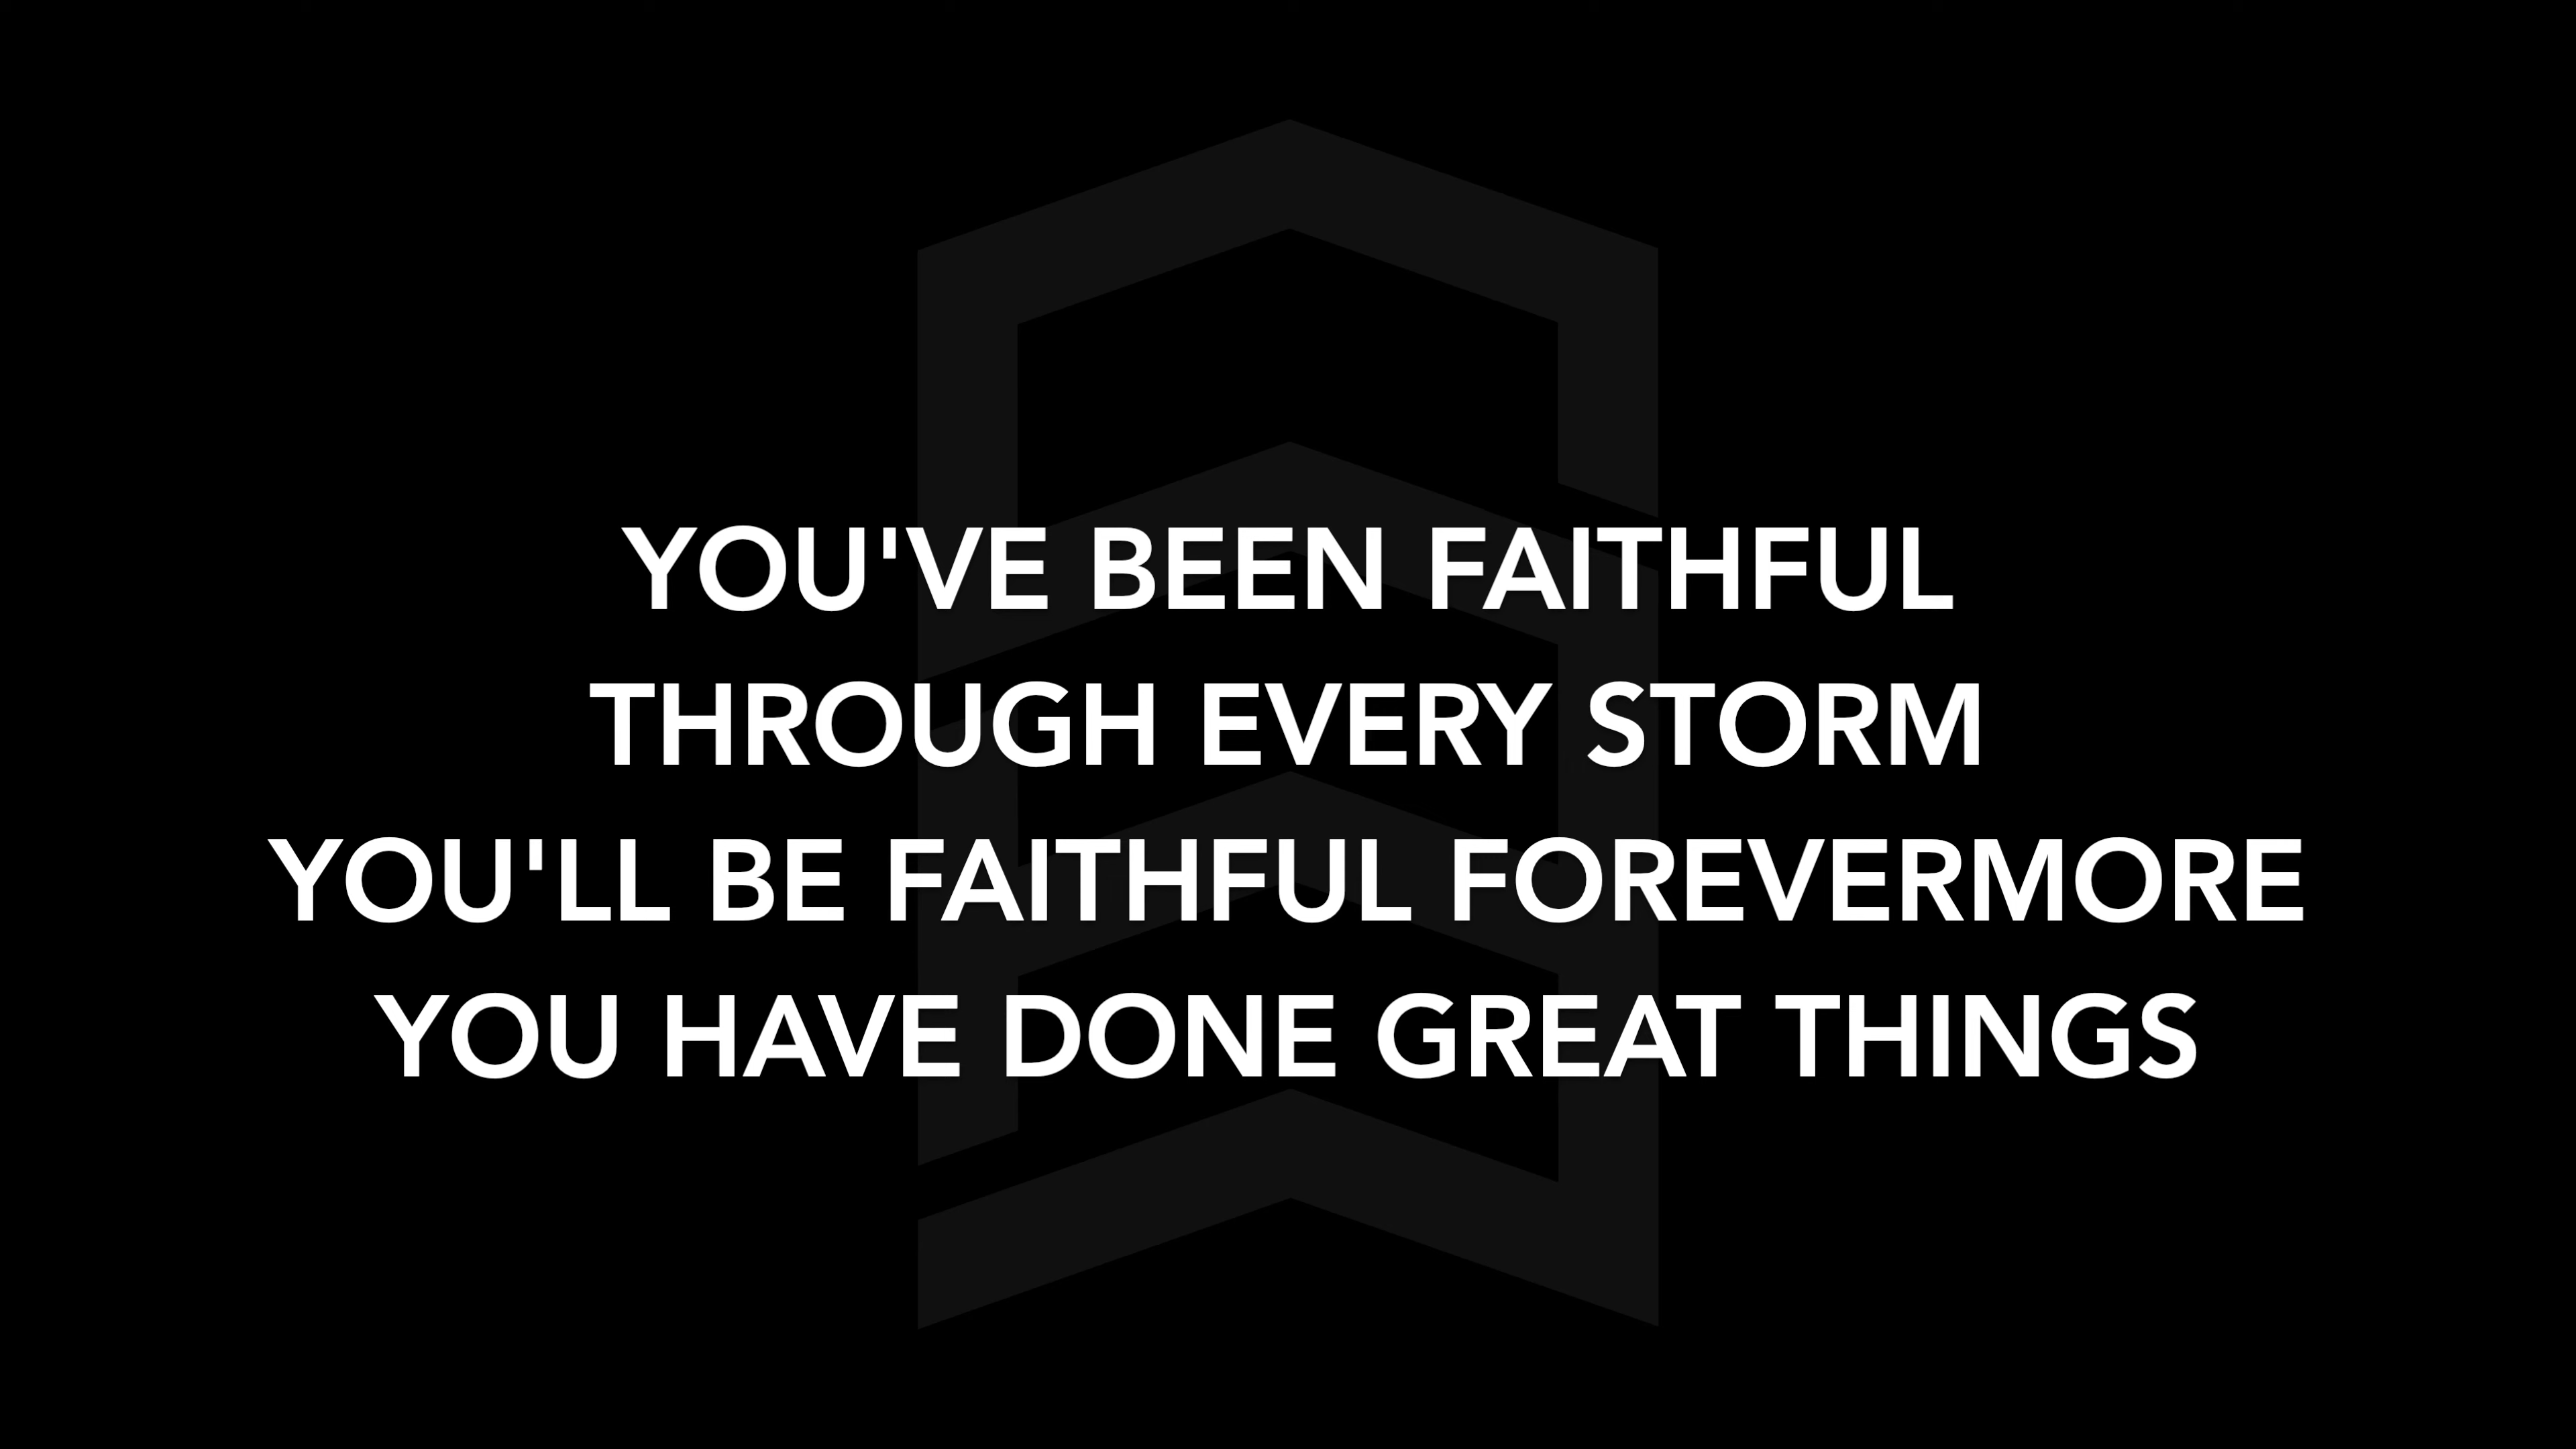 YOU'VE BEEN FAITHFUL
THROUGH EVERY STORM
YOU'LL BE FAITHFUL FOREVERMORE
YOU HAVE DONE GREAT THINGS